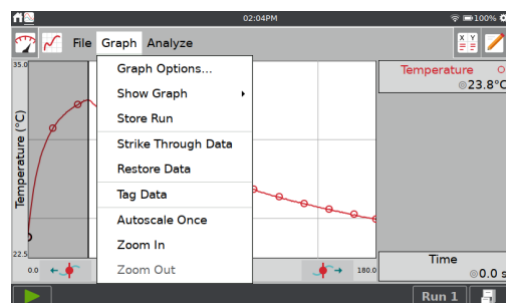 02:04PM
100%
File Graph Analyze
X Y
Graph Options...
Show Graph
Store Run
Strike Through Data
Restore Data
Tag Data
Autoscale Once
Zoom In
Zoom Out
35.0
Temperature (°C)
22.5
0.0
180.0
Temperature
23.8°C
Time
0.0 s
Run 1